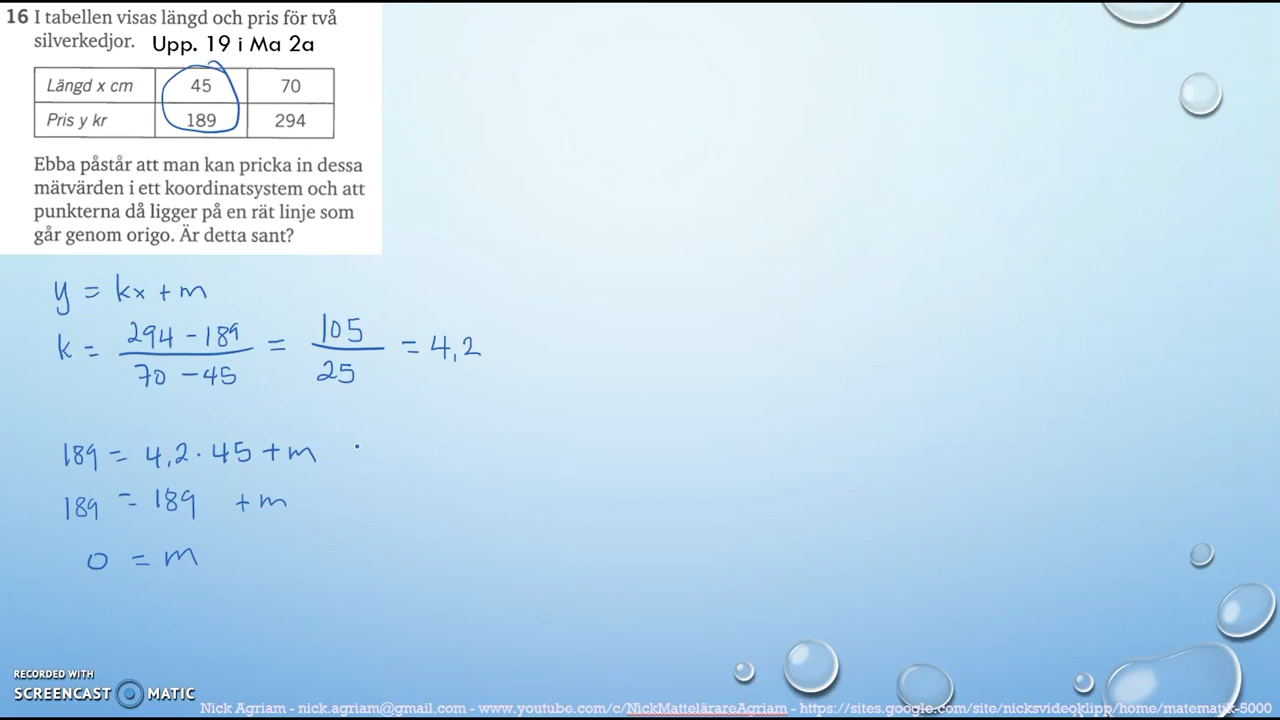 16 I tabellen visas längd och pris för två
silverkedjor. Upp. 19 i Ma 2a
Längd x cm 45 70
Pris y kr 189 294
Ebba påstår att man kan pricka in dessa
mätvärden i ett koordinatsystem och att
punkterna då ligger på en rät linje som
går genom origo. Är detta sant?
y = kx + m
k = (294 - 189)/(70 - 45) = 105/25 = 4,2
189 = 4,2 · 45 + m
189 = 189 + m
0 = m
RECORDED WITH
SCREENCAST MATIC
Nick Agriam - nick.agriam@gmail.com - www.youtube.com/c/NickMattelärareAgriam - https://sites.google.com/site/nicksvideoklipp/home/matematik-5000